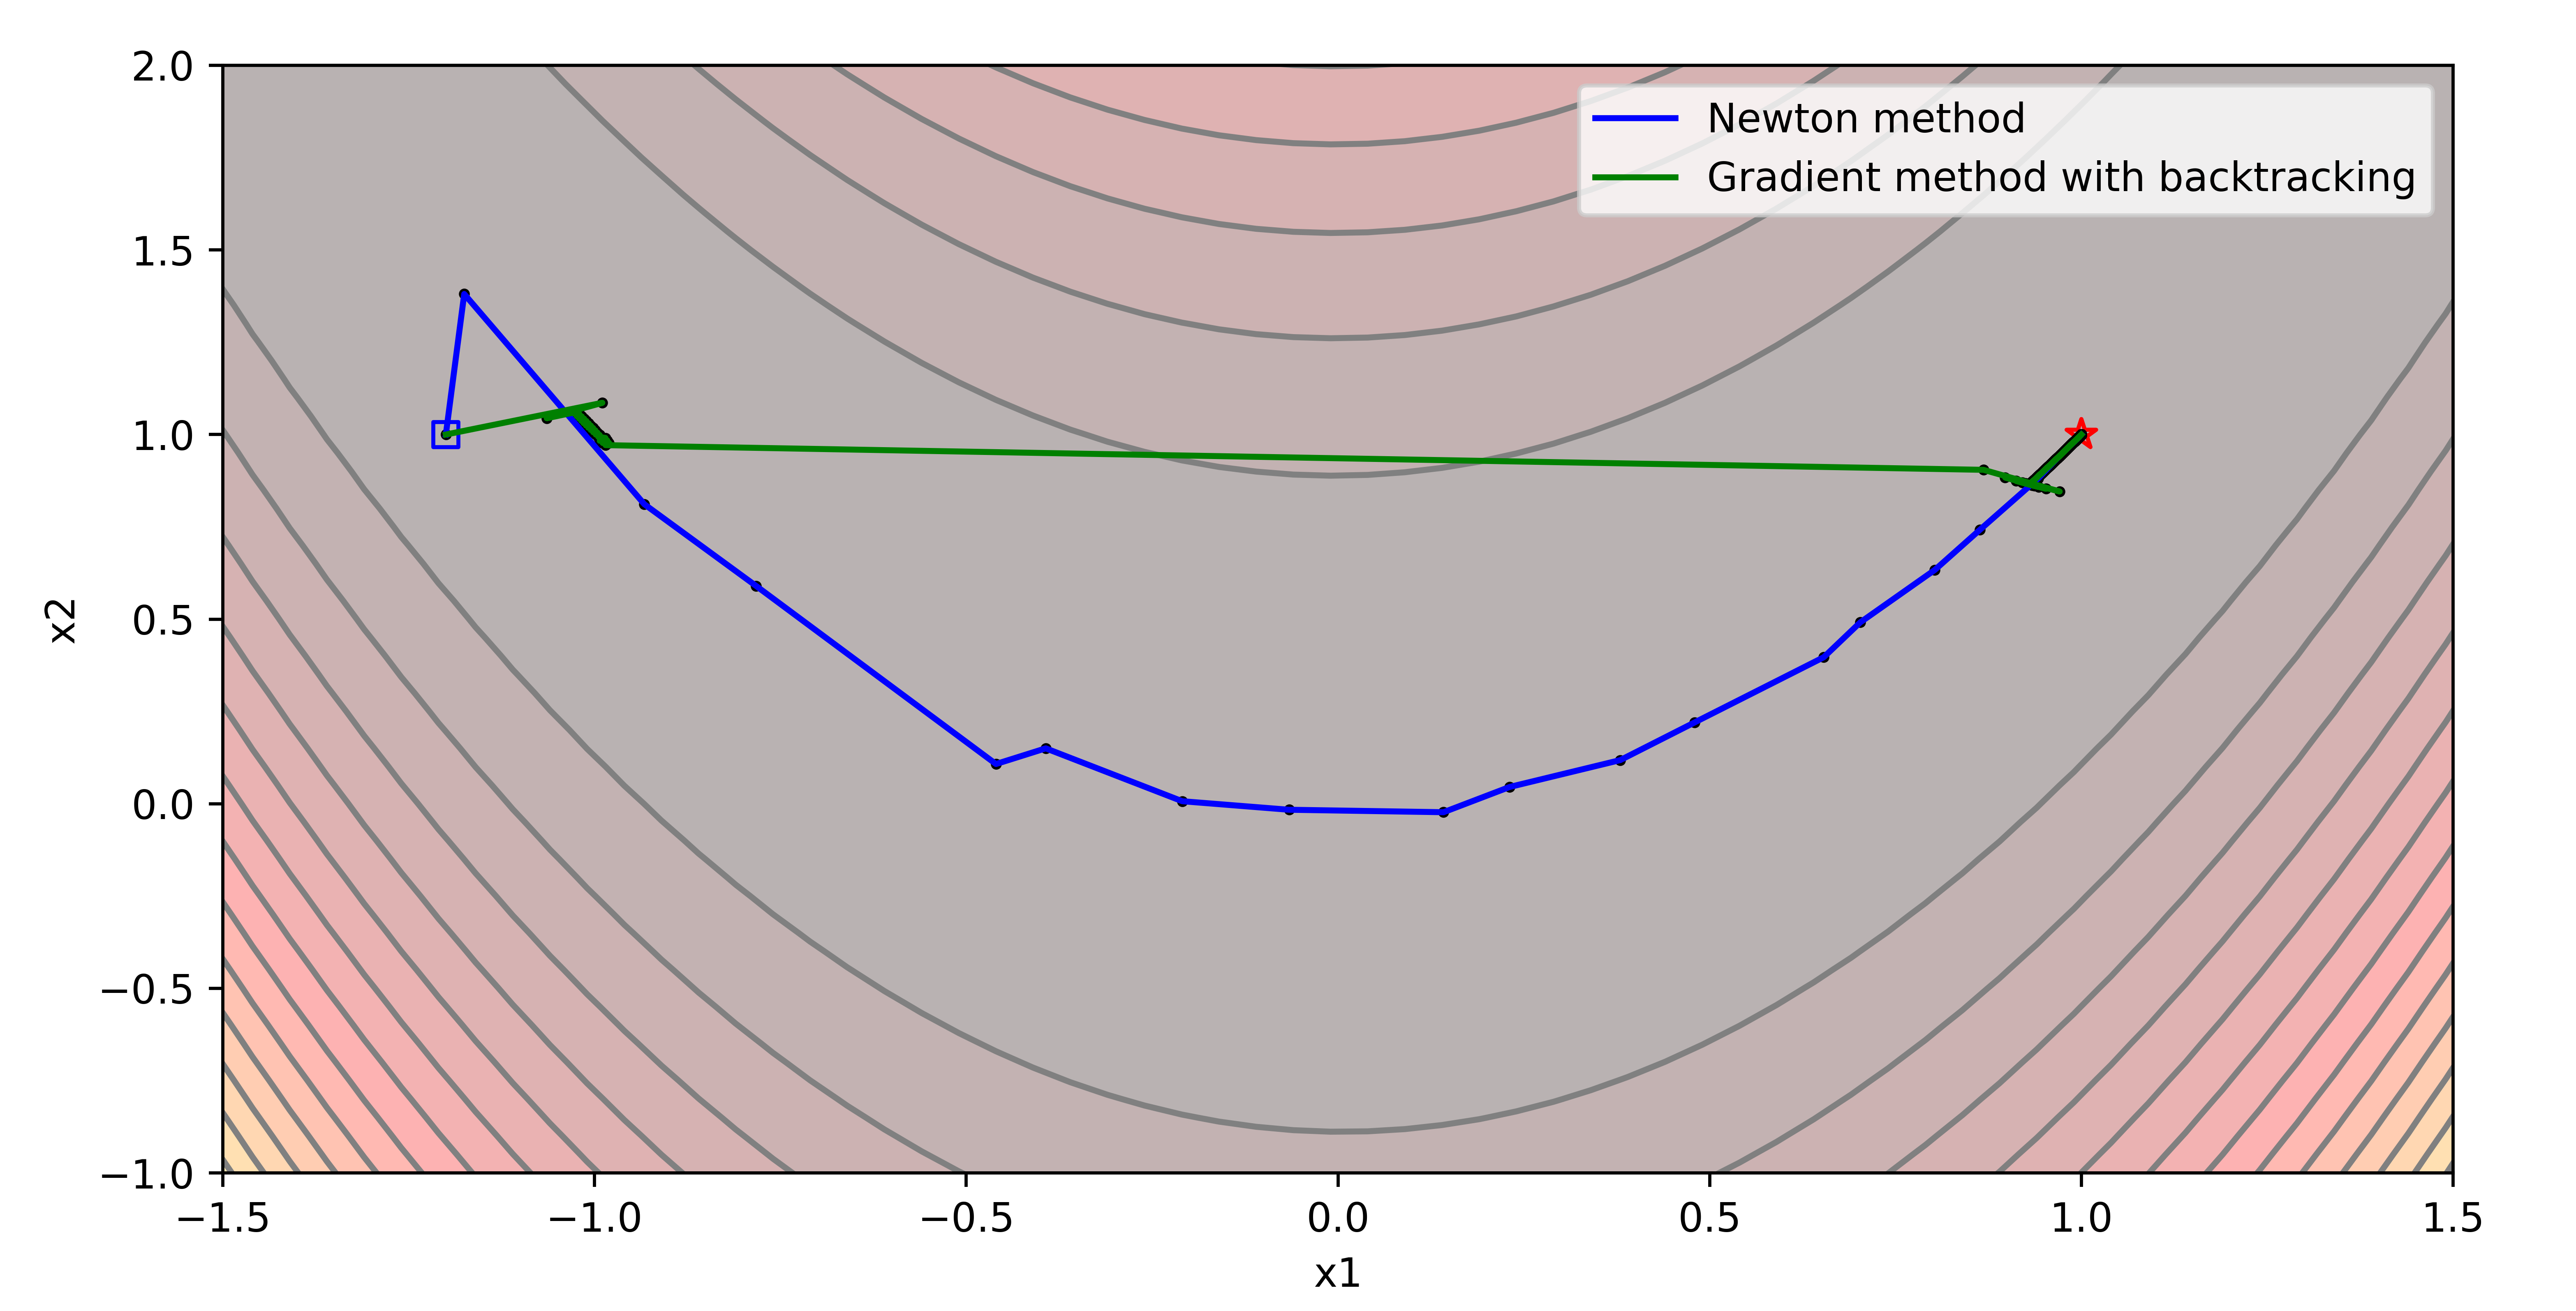 2.0
1.5
1.0
0.5
0.0
−0.5
−1.0
x2
Newton method
Gradient method with backtracking
−1.5 −1.0 −0.5 0.0 0.5 1.0 1.5
x1